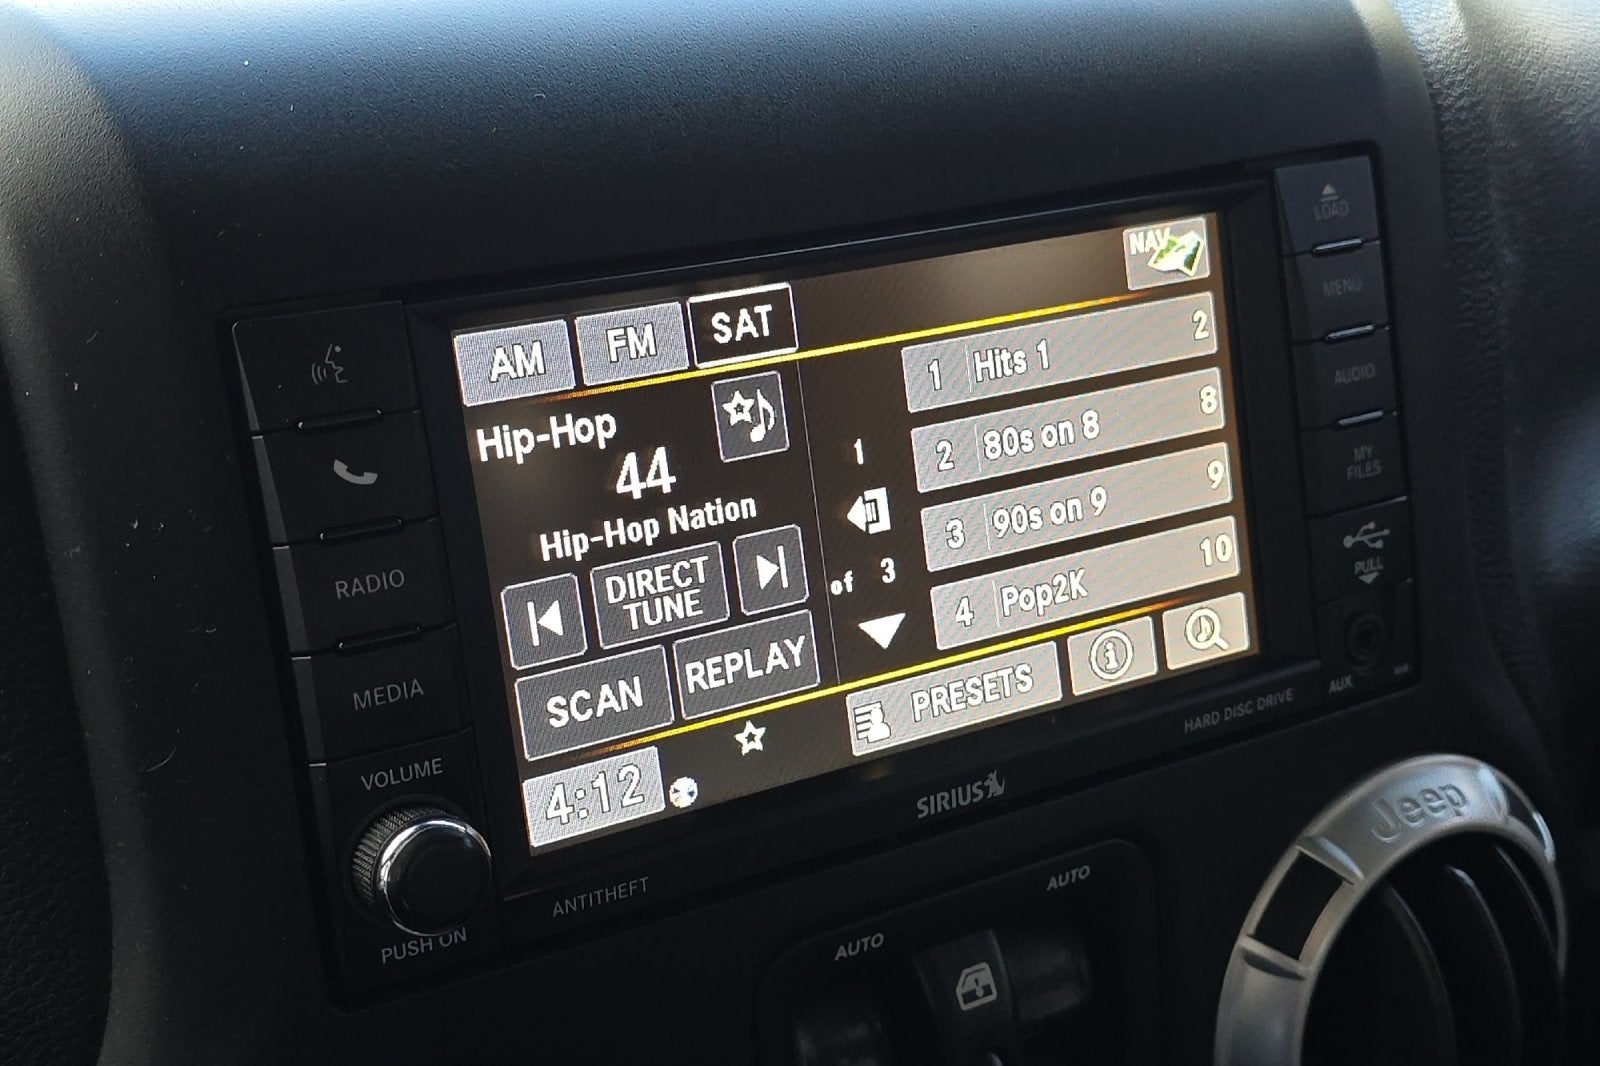 LOAD
MENU
AUDIO
MY
FILES
PULL
AUX
NAV
AM FM SAT
Hip-Hop
44
Hip-Hop Nation
DIRECT
TUNE
SCAN REPLAY
4:12
1
of 3
1 Hits 1 2
2 80s on 8 8
3 90s on 9 9
4 Pop2K 10
PRESETS
i
RADIO
MEDIA
VOLUME
PUSH ON
ANTITHEFT
SIRIUS
HARD DISC DRIVE
AUTO
AUTO
Jeep